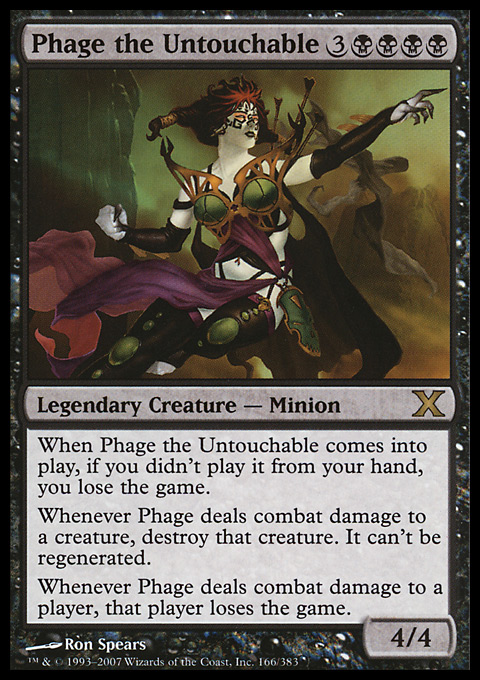 Phage the Untouchable 3
Legendary Creature — Minion X
When Phage the Untouchable comes into
play, if you didn't play it from your hand,
you lose the game.
Whenever Phage deals combat damage to
a creature, destroy that creature. It can't be
regenerated.
Whenever Phage deals combat damage to a
player, that player loses the game.
4/4
Ron Spears
™ & © 1993–2007 Wizards of the Coast, Inc. 166/383